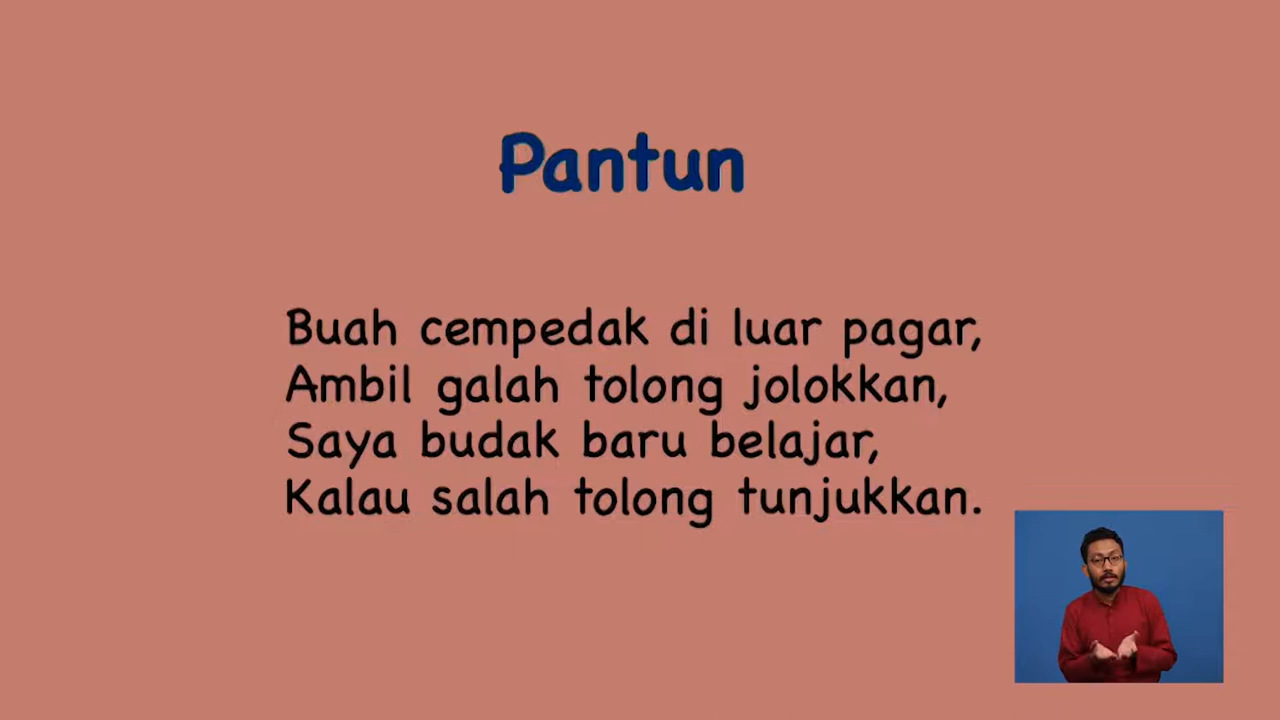 Pantun
Buah cempedak di luar pagar,
Ambil galah tolong jolokkan,
Saya budak baru belajar,
Kalau salah tolong tunjukkan.